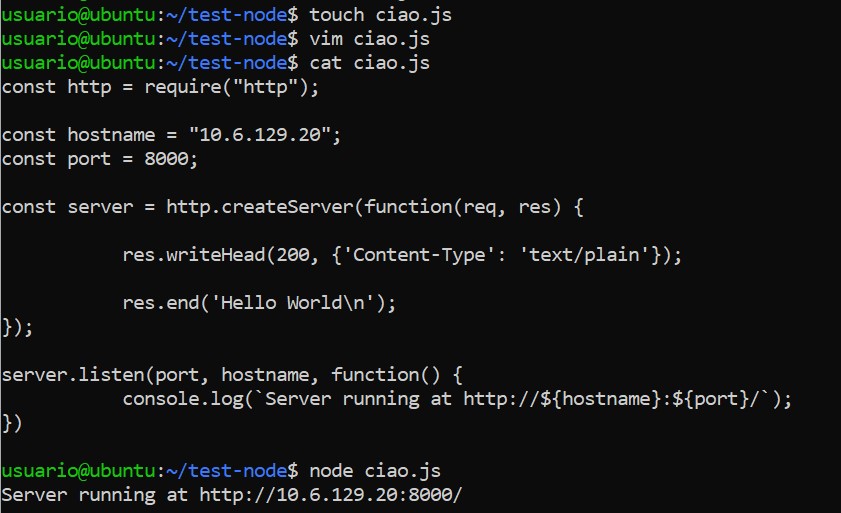 usuario@ubuntu:~/test-node$ touch ciao.js
usuario@ubuntu:~/test-node$ vim ciao.js
usuario@ubuntu:~/test-node$ cat ciao.js
const http = require("http");
const hostname = "10.6.129.20";
const port = 8000;
const server = http.createServer(function(req, res) {
res.writeHead(200, {'Content-Type': 'text/plain'});
res.end('Hello World\n');
});
server.listen(port, hostname, function() {
console.log(`Server running at http://${hostname}:${port}/`);
})
usuario@ubuntu:~/test-node$ node ciao.js
Server running at http://10.6.129.20:8000/